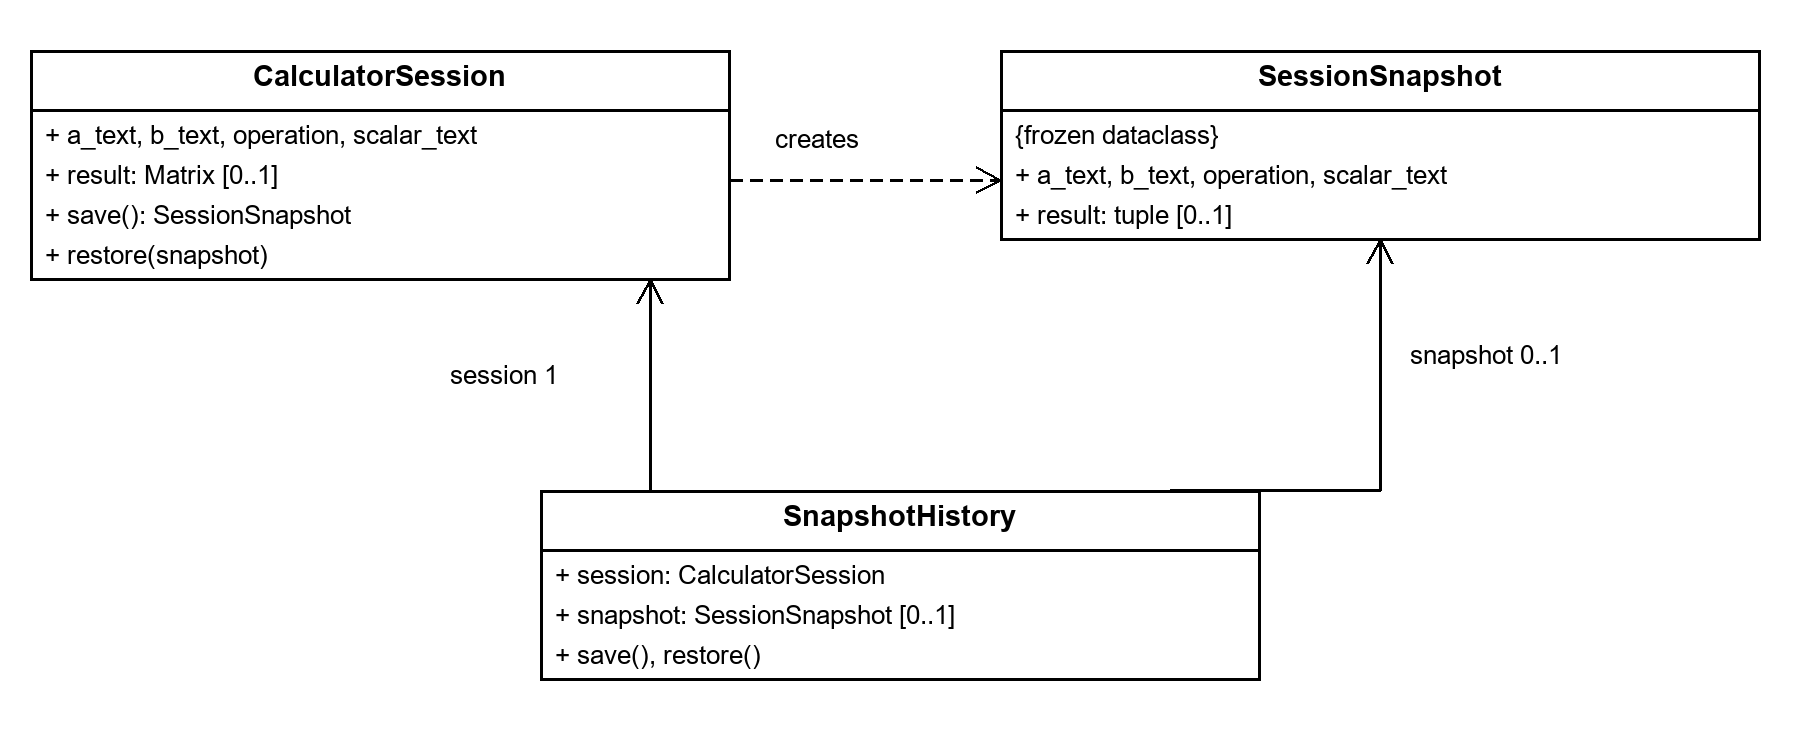 CalculatorSession
+ a_text, b_text, operation, scalar_text
+ result: Matrix [0..1]
+ save(): SessionSnapshot
+ restore(snapshot)
creates
SessionSnapshot
{frozen dataclass}
+ a_text, b_text, operation, scalar_text
+ result: tuple [0..1]
session 1
snapshot 0..1
SnapshotHistory
+ session: CalculatorSession
+ snapshot: SessionSnapshot [0..1]
+ save(), restore()